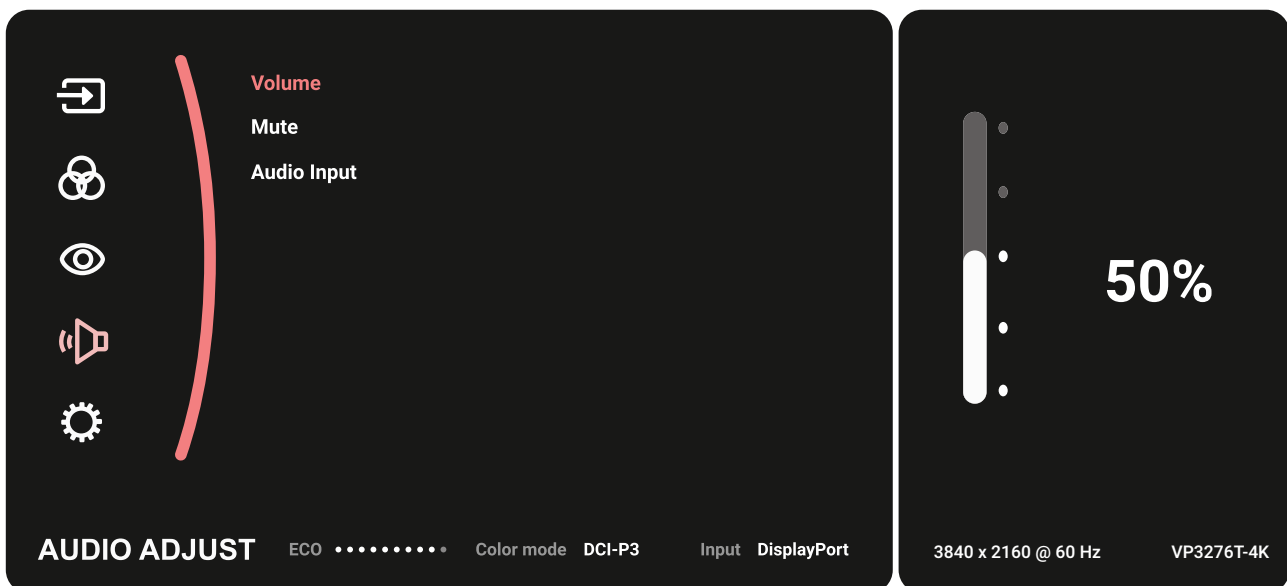 Volume
Mute
Audio Input
50%
AUDIO ADJUST ECO Color mode DCI-P3 Input DisplayPort
3840 x 2160 @ 60 Hz VP3276T-4K